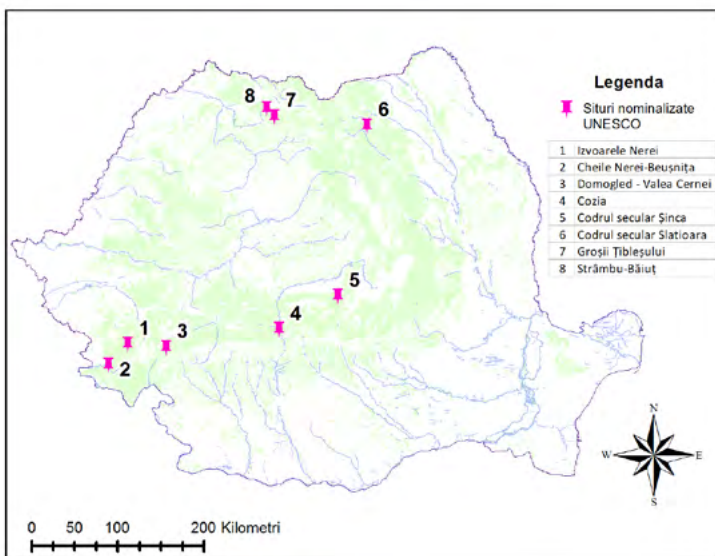 8
7
6
5
4
1
3
2
Legenda
Situri nominalizate
UNESCO
1 Izvoarele Nerei
2 Cheile Nerei-Beușnița
3 Domogled - Valea Cernei
4 Cozia
5 Codrul secular Șinca
6 Codrul secular Slatioara
7 Groșii Țibleșului
8 Strâmbu-Băiuț
N
W E
S
0 50 100 200 Kilometri